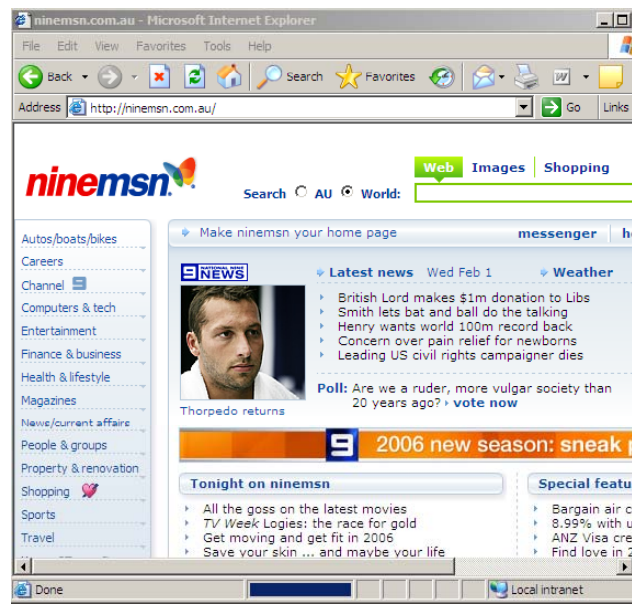 ninemsn.com.au - Microsoft Internet Explorer
File Edit View Favorites Tools Help
Back Search Favorites
Address http://ninemsn.com.au/ Go Links
ninemsn
Web Images Shopping
Search AU World:
Autos/boats/bikes
Careers
Channel 9
Computers & tech
Entertainment
Finance & business
Health & lifestyle
Magazines
News/current affairs
People & groups
Property & renovation
Shopping
Sports
Travel
Make ninemsn your home page messenger
9 NEWS
Latest news Wed Feb 1 Weather
British Lord makes $1m donation to Libs
Smith lets bat and ball do the talking
Henry wants world 100m record back
Concern over pain relief for newborns
Leading US civil rights campaigner dies
Poll: Are we a ruder, more vulgar society than
20 years ago? vote now
Thorpedo returns
9 2006 new season: sneak
Tonight on ninemsn
All the goss on the latest movies
TV Week Logies: the race for gold
Get moving and get fit in 2006
Save your skin ... and maybe your life
Special featu
Bargain air c
8.99% with u
ANZ Visa cre
Find love in 2
Done Local intranet